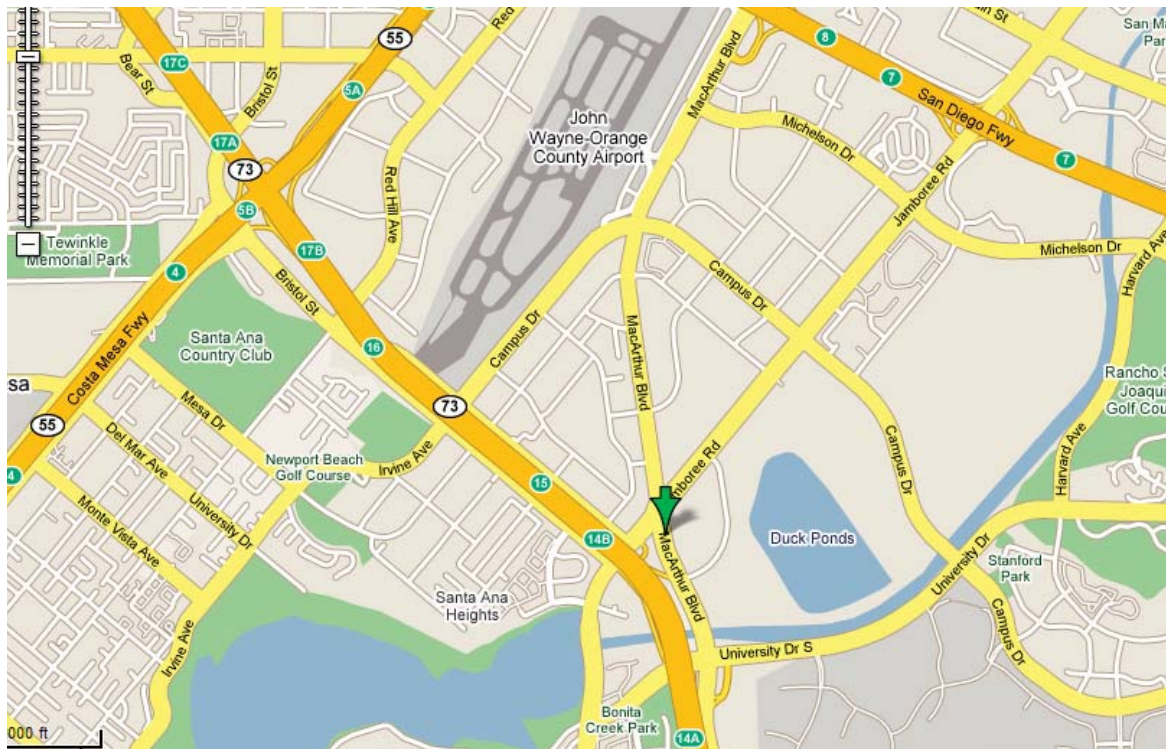 55
Red
MacArthur Blvd
8
in St
San M
Par
17C
Bear St
Bristol St
5A
7
San Diego Fwy
John
Wayne-Orange
County Airport
Michelson Dr
17A
73
Red Hill Ave
7
Jamboree Rd
5B
Tewinkle
Memorial Park
17B
4
Bristol St
Campus Dr
Michelson Dr
Harvard Ave
Costa Mesa Fwy
Santa Ana
Country Club
16
Campus Dr
MacArthur Blvd
sa
Mesa Dr
73
Rancho S
Joaqui
Golf Cou
55
Del Mar Ave
Newport Beach
Golf Course
Irvine Ave
Jamboree Rd
Campus Dr
Harvard Ave
4
University Dr
15
Monte Vista Ave
14B
Duck Ponds
MacArthur Blvd
University Dr
Stanford
Park
Santa Ana
Heights
Campus Dr
Irvine Ave
University Dr S
Bonita
Creek Park
000 ft
14A